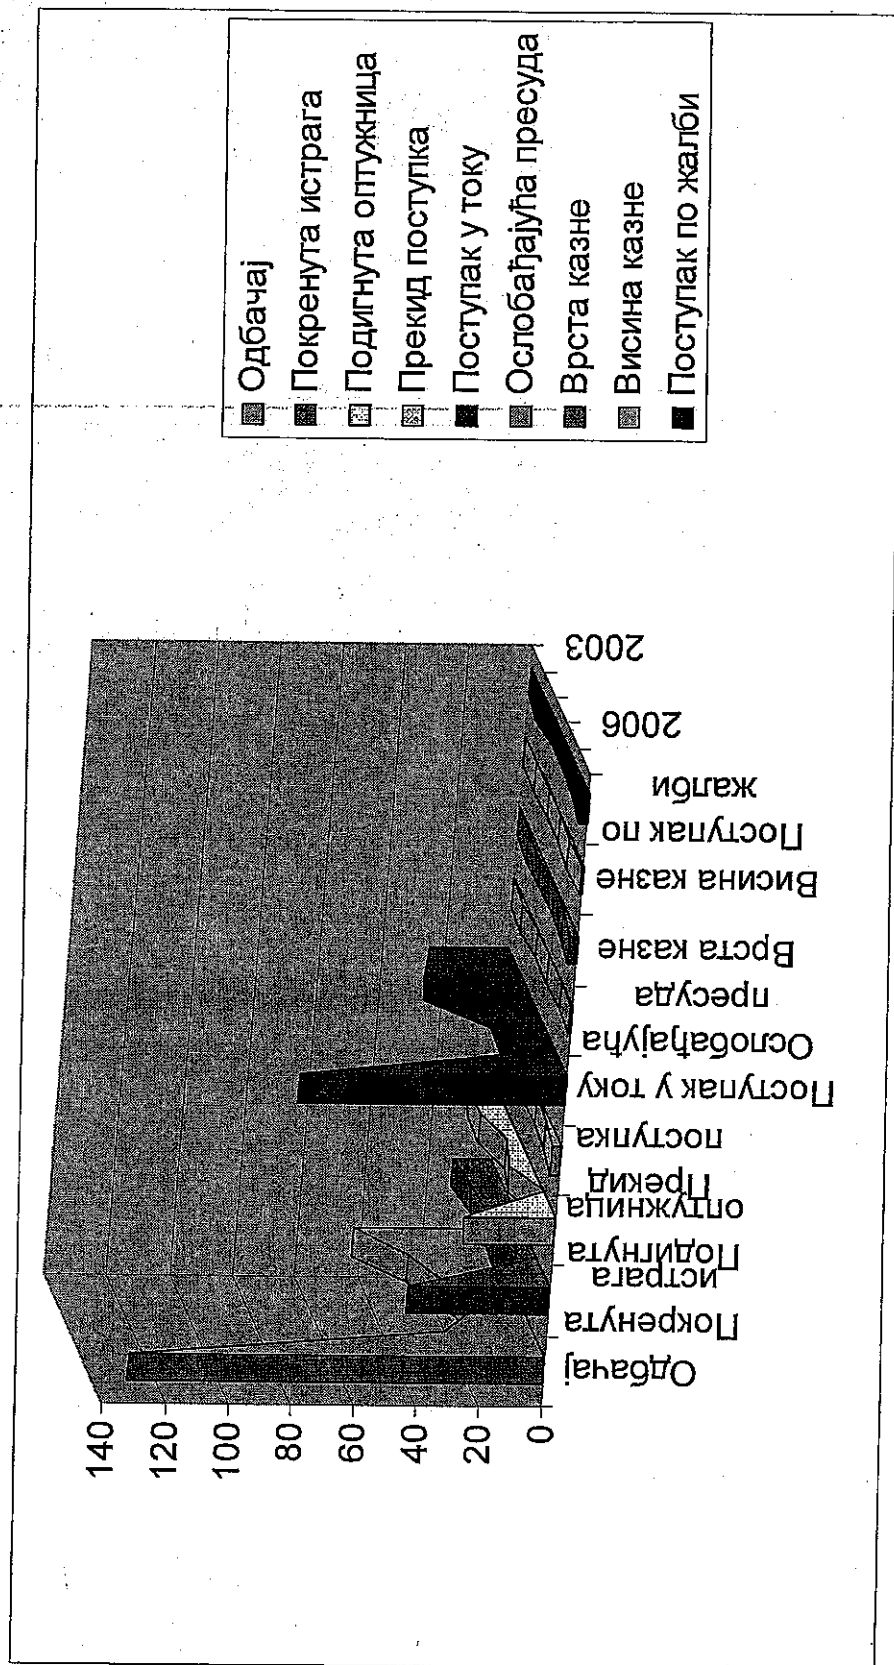 140
120
100
80
60
40
20
0
Одбачај
Покренута
истрага
Подигнута
оптужница
Прекид
поступка
Поступак у току
Ослобађајућа
пресуда
Врста казне
Висина казне
Поступак по
жалби
2006
2003
Одбачај
Покренута истрага
Подигнута оптужница
Прекид поступка
Поступак у току
Ослобађајућа пресуда
Врста казне
Висина казне
Поступак по жалби